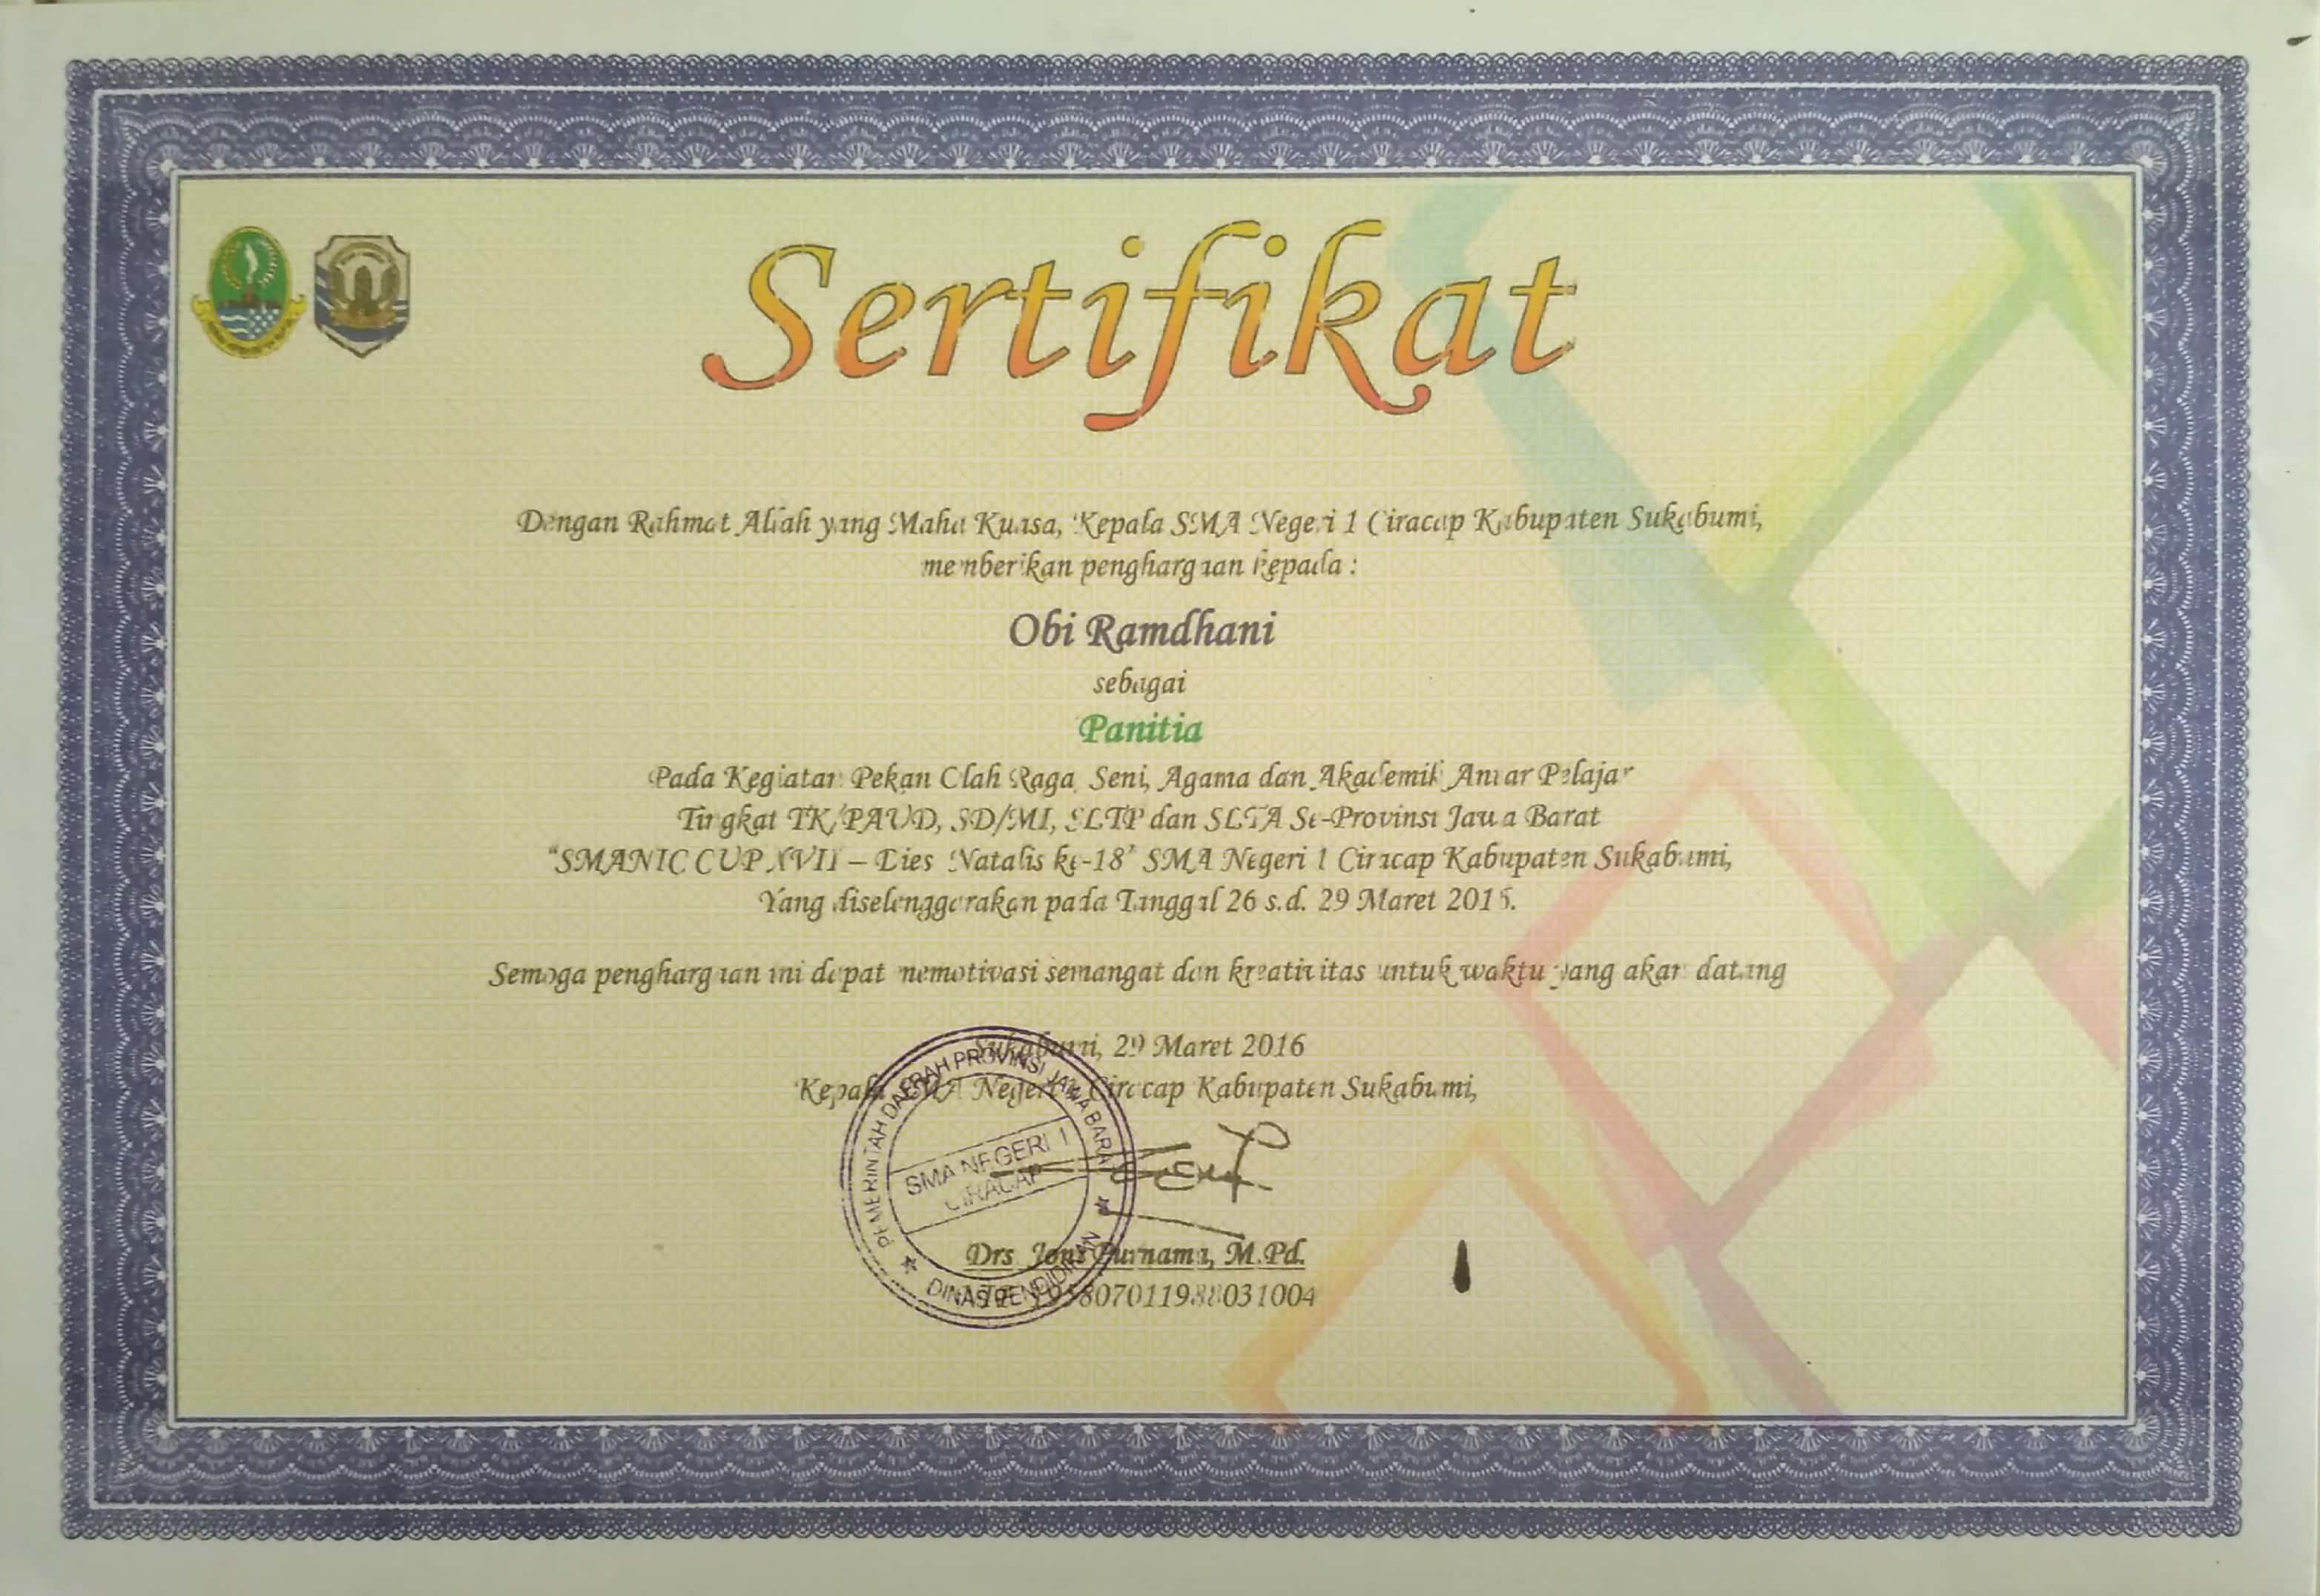 Sertifikat
Dengan Rahmat Allah yang Maha Kuasa, Kepala SMA Negeri 1 Ciracap Kabupaten Sukabumi,
memberikan penghargaan kepada :
Obi Ramdhani
sebagai
Panitia
Pada Kegiatan Pekan Olah Raga, Seni, Agama dan Akademik Antar Pelajar
Tingkat TK/PAUD, SD/MI, SLTP dan SLTA Se-Provinsi Jawa Barat
"SMANIC CUP XVII – Dies Natalis ke-18" SMA Negeri 1 Ciracap Kabupaten Sukabumi,
Yang diselenggarakan pada Tanggal 26 s.d. 29 Maret
Semoga penghargaan ini dapat memotivasi semangat dan kreativitas untuk waktu yang akan datang
Sukabumi, 29 Maret 2016
Kepala SMA Negeri 1 Ciracap Kabupaten Sukabumi,
PEMERINTAH DAERAH PROVINSI JAWA BARAT
SMA NEGERI 1
CIRACAP
DINAS PENDIDIKAN
Drs. Purnama, M.Pd.